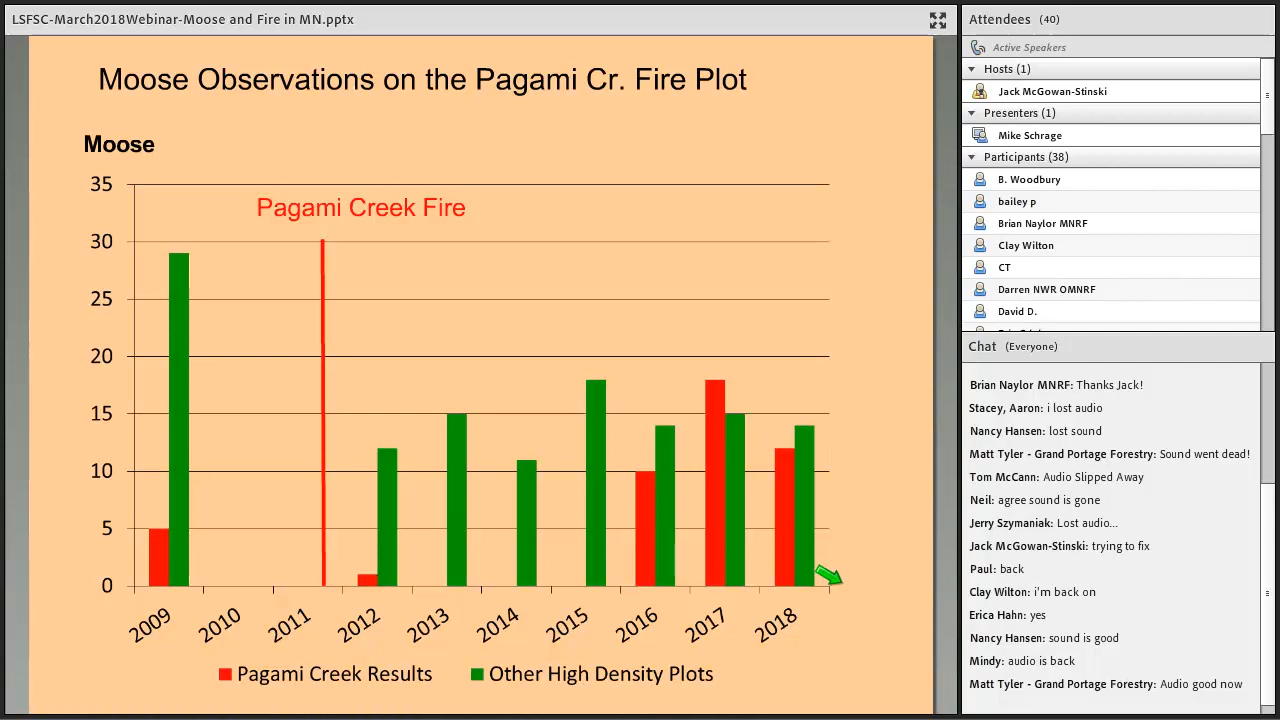 LSFSC-March2018Webinar-Moose and Fire in MN.pptx
Moose Observations on the Pagami Cr. Fire Plot
Moose
Pagami Creek Fire
35
30
25
20
15
10
5
0
2009 2010 2011 2012 2013 2014 2015 2016 2017 2018
Pagami Creek Results Other High Density Plots
Attendees (40)
Active Speakers
Hosts (1)
Jack McGowan-Stinski
Presenters (1)
Mike Schrage
Participants (38)
B. Woodbury
bailey p
Brian Naylor MNRF
Clay Wilton
CT
Darren NWR OMNRF
David D.
Chat (Everyone)
Brian Naylor MNRF: Thanks Jack!
Stacey, Aaron: i lost audio
Nancy Hansen: lost sound
Matt Tyler - Grand Portage Forestry: Sound went dead!
Tom McCann: Audio Slipped Away
Neil: agree sound is gone
Jerry Szymaniak: Lost audio...
Jack McGowan-Stinski: trying to fix
Paul: back
Clay Wilton: i'm back on
Erica Hahn: yes
Nancy Hansen: sound is good
Mindy: audio is back
Matt Tyler - Grand Portage Forestry: Audio good now